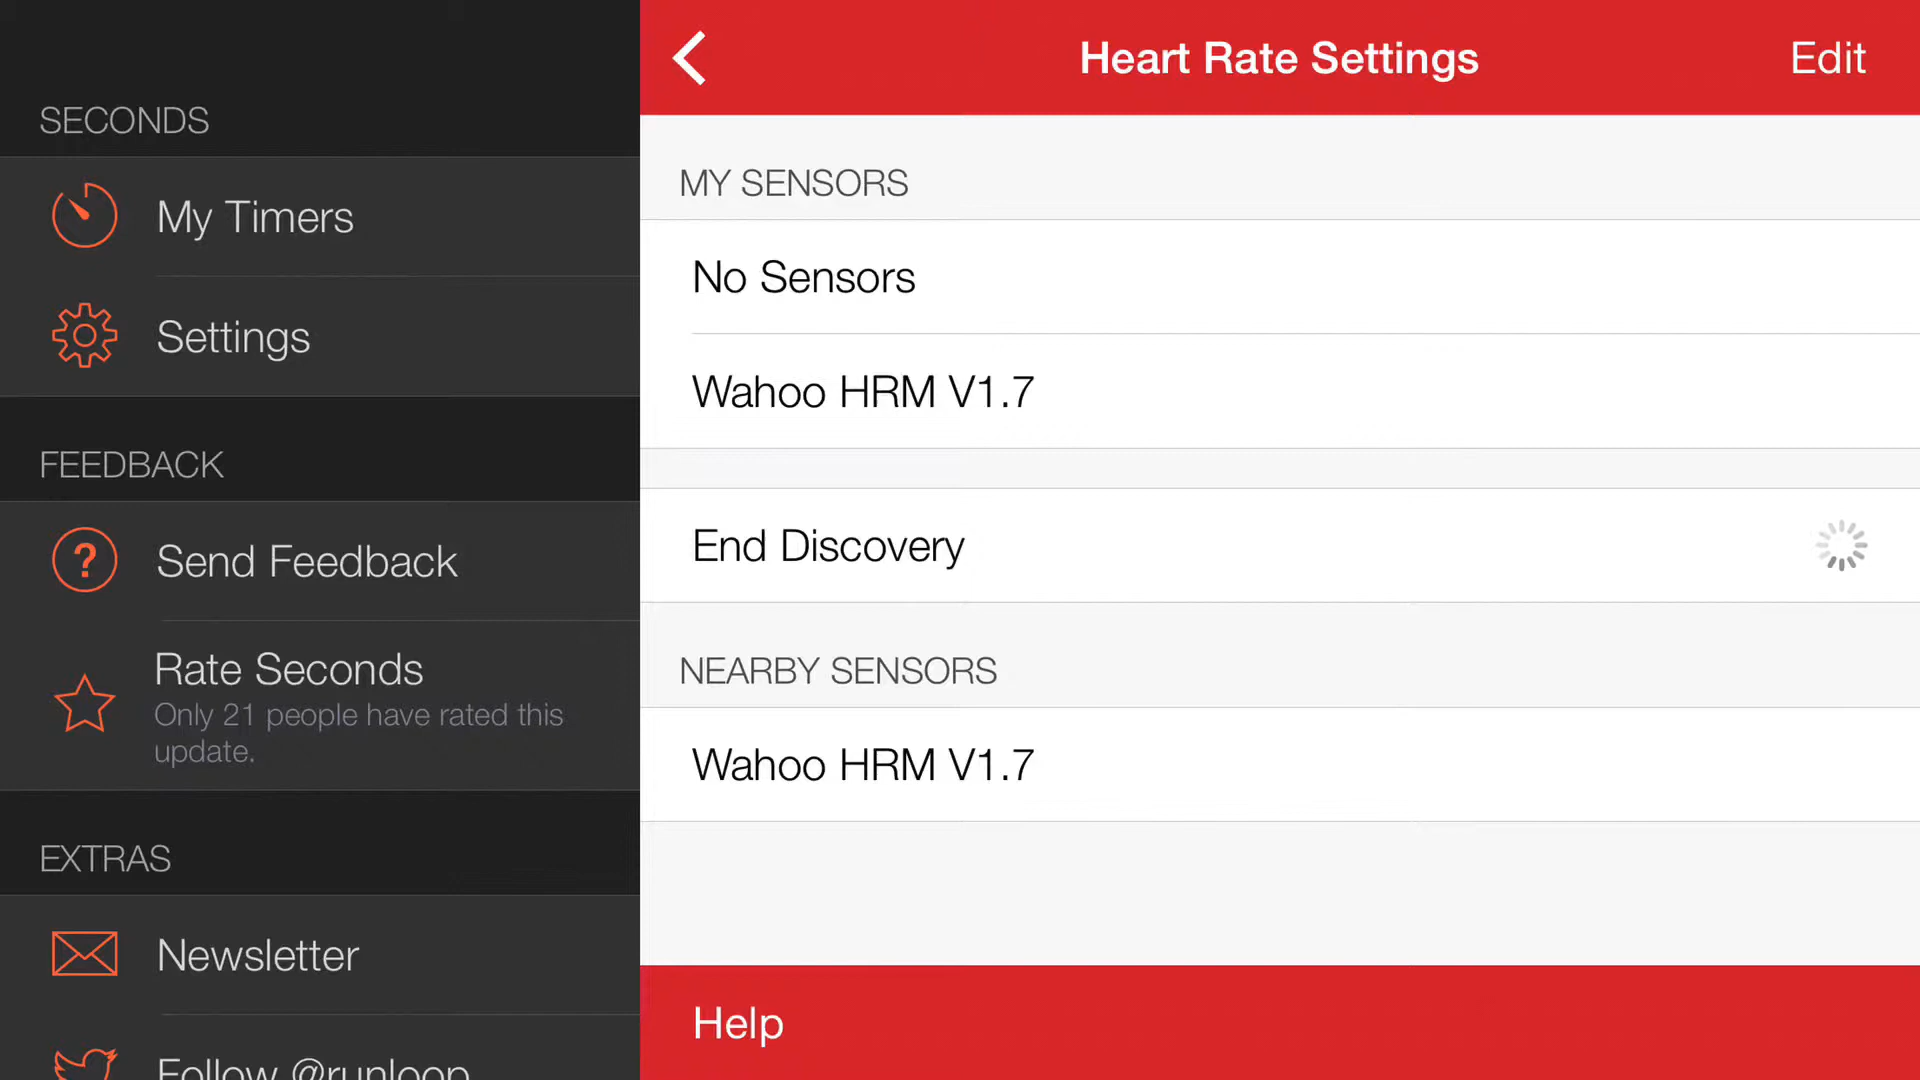 SECONDS
My Timers
Settings
FEEDBACK
Send Feedback
Rate Seconds
Only 21 people have rated this
update.
EXTRAS
Newsletter
Follow @runloop
Heart Rate Settings
Edit
MY SENSORS
No Sensors
Wahoo HRM V1.7
End Discovery
NEARBY SENSORS
Wahoo HRM V1.7
Help